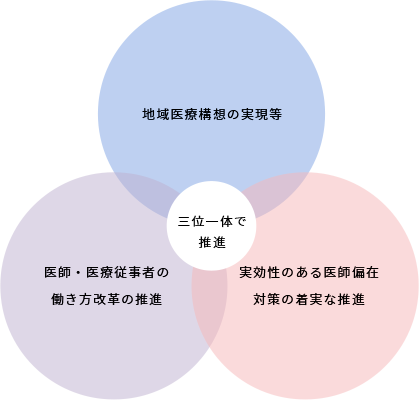 地域医療構想の実現等
三位一体で
推進
医師・医療従事者の
働き方改革の推進
実効性のある医師偏在
対策の着実な推進